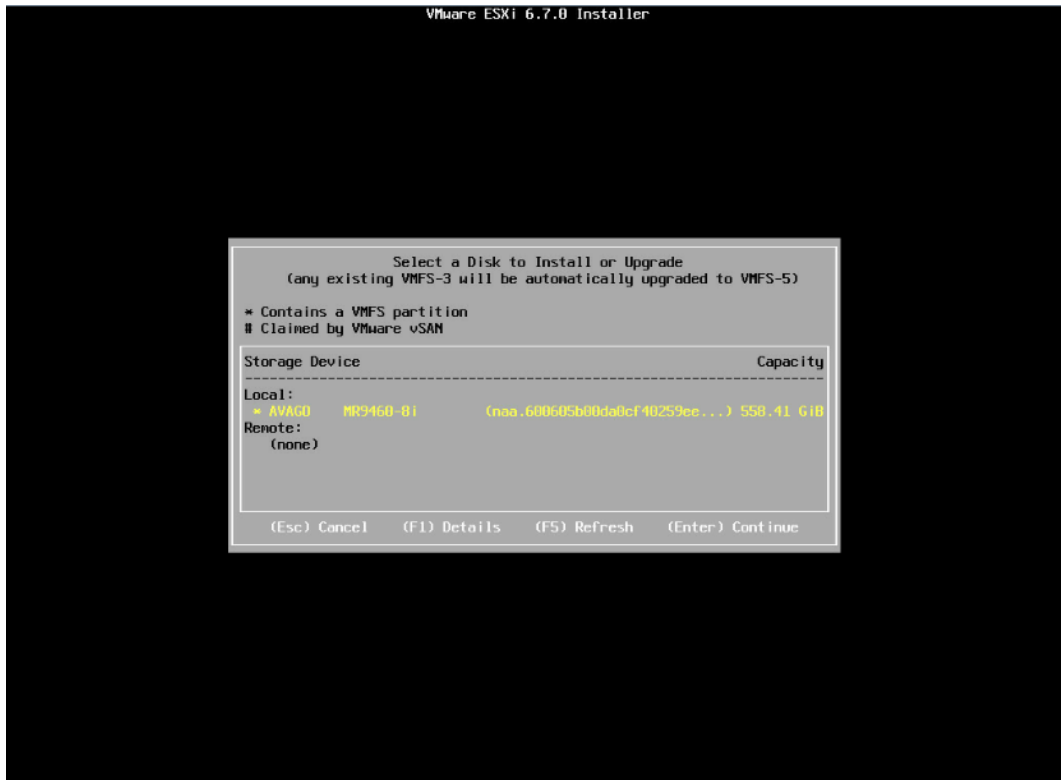 VMware ESXi 6.7.0 Installer
Select a Disk to Install or Upgrade
(any existing VMFS-3 will be automatically upgraded to VMFS-5)
* Contains a VMFS partition
# Claimed by VMware vSAN
Storage Device Capacity
--------------------------------------------------------------------------------
Local:
* AVAGO MR9460-8i (naa.600605b00da0cf40259ee...) 558.41 GiB
Remote:
(none)
(Esc) Cancel (F1) Details (F5) Refresh (Enter) Continue